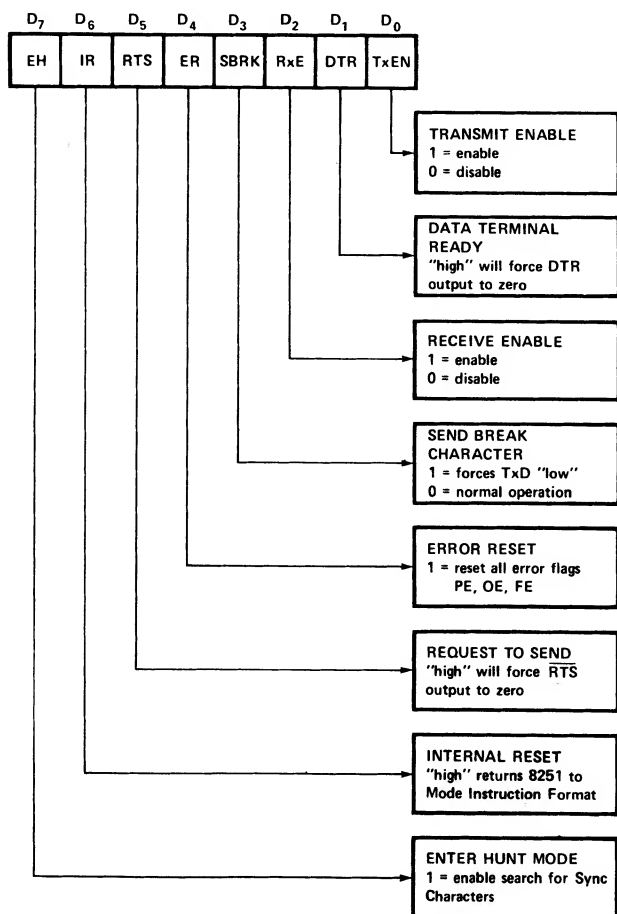 D7 D6 D5 D4 D3 D2 D1 D0
EH IR RTS ER SBRK RxE DTR TxEN
TRANSMIT ENABLE
1 = enable
0 = disable
DATA TERMINAL
READY
"high" will force DTR
output to zero
RECEIVE ENABLE
1 = enable
0 = disable
SEND BREAK
CHARACTER
1 = forces TxD "low"
0 = normal operation
ERROR RESET
1 = reset all error flags
PE, OE, FE
REQUEST TO SEND
"high" will force R̅T̅S̅
output to zero
INTERNAL RESET
"high" returns 8251 to
Mode Instruction Format
ENTER HUNT MODE
1 = enable search for Sync
Characters